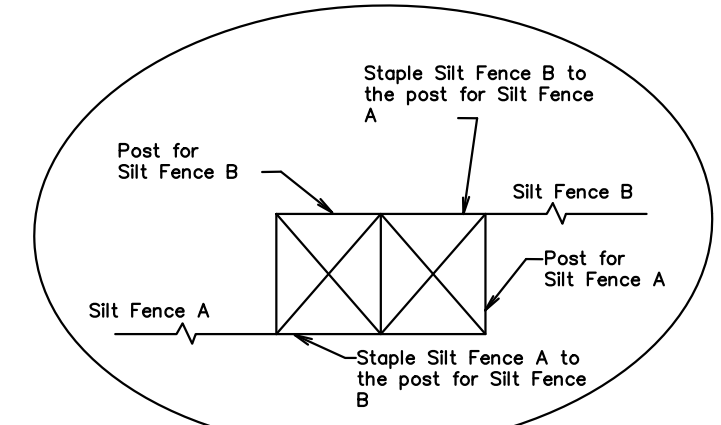 Staple Silt Fence B to
the post for Silt Fence
A
Post for
Silt Fence B
Silt Fence B
Post for
Silt Fence A
Silt Fence A
Staple Silt Fence A to
the post for Silt Fence
B